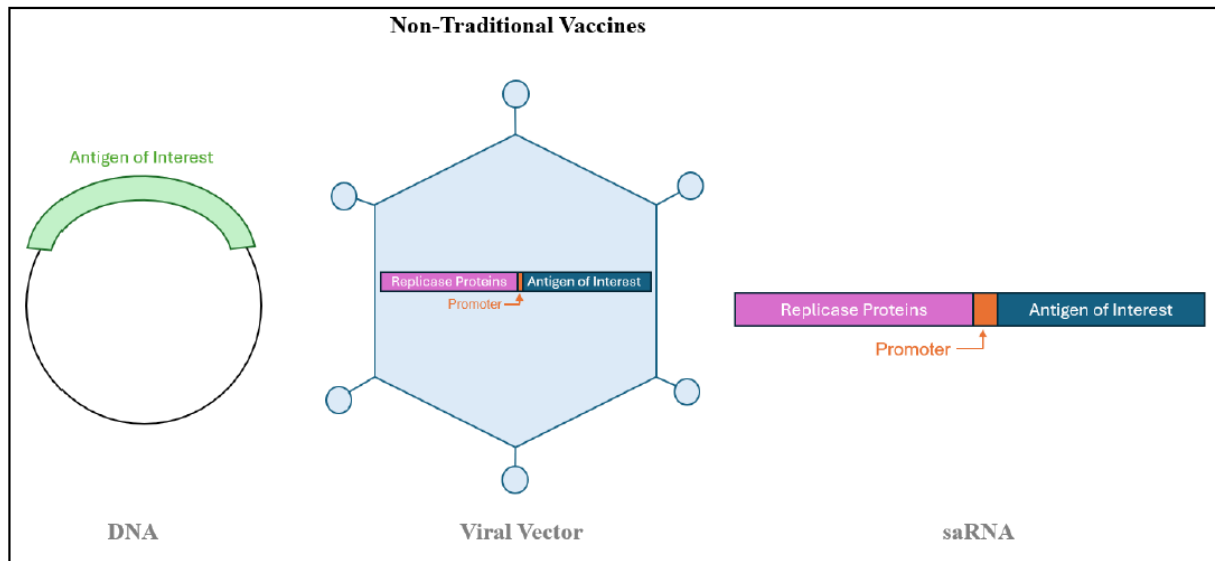 Non-Traditional Vaccines
Antigen of Interest
Replicase Proteins Antigen of Interest
Promoter
Replicase Proteins Antigen of Interest
Promoter
DNA Viral Vector saRNA